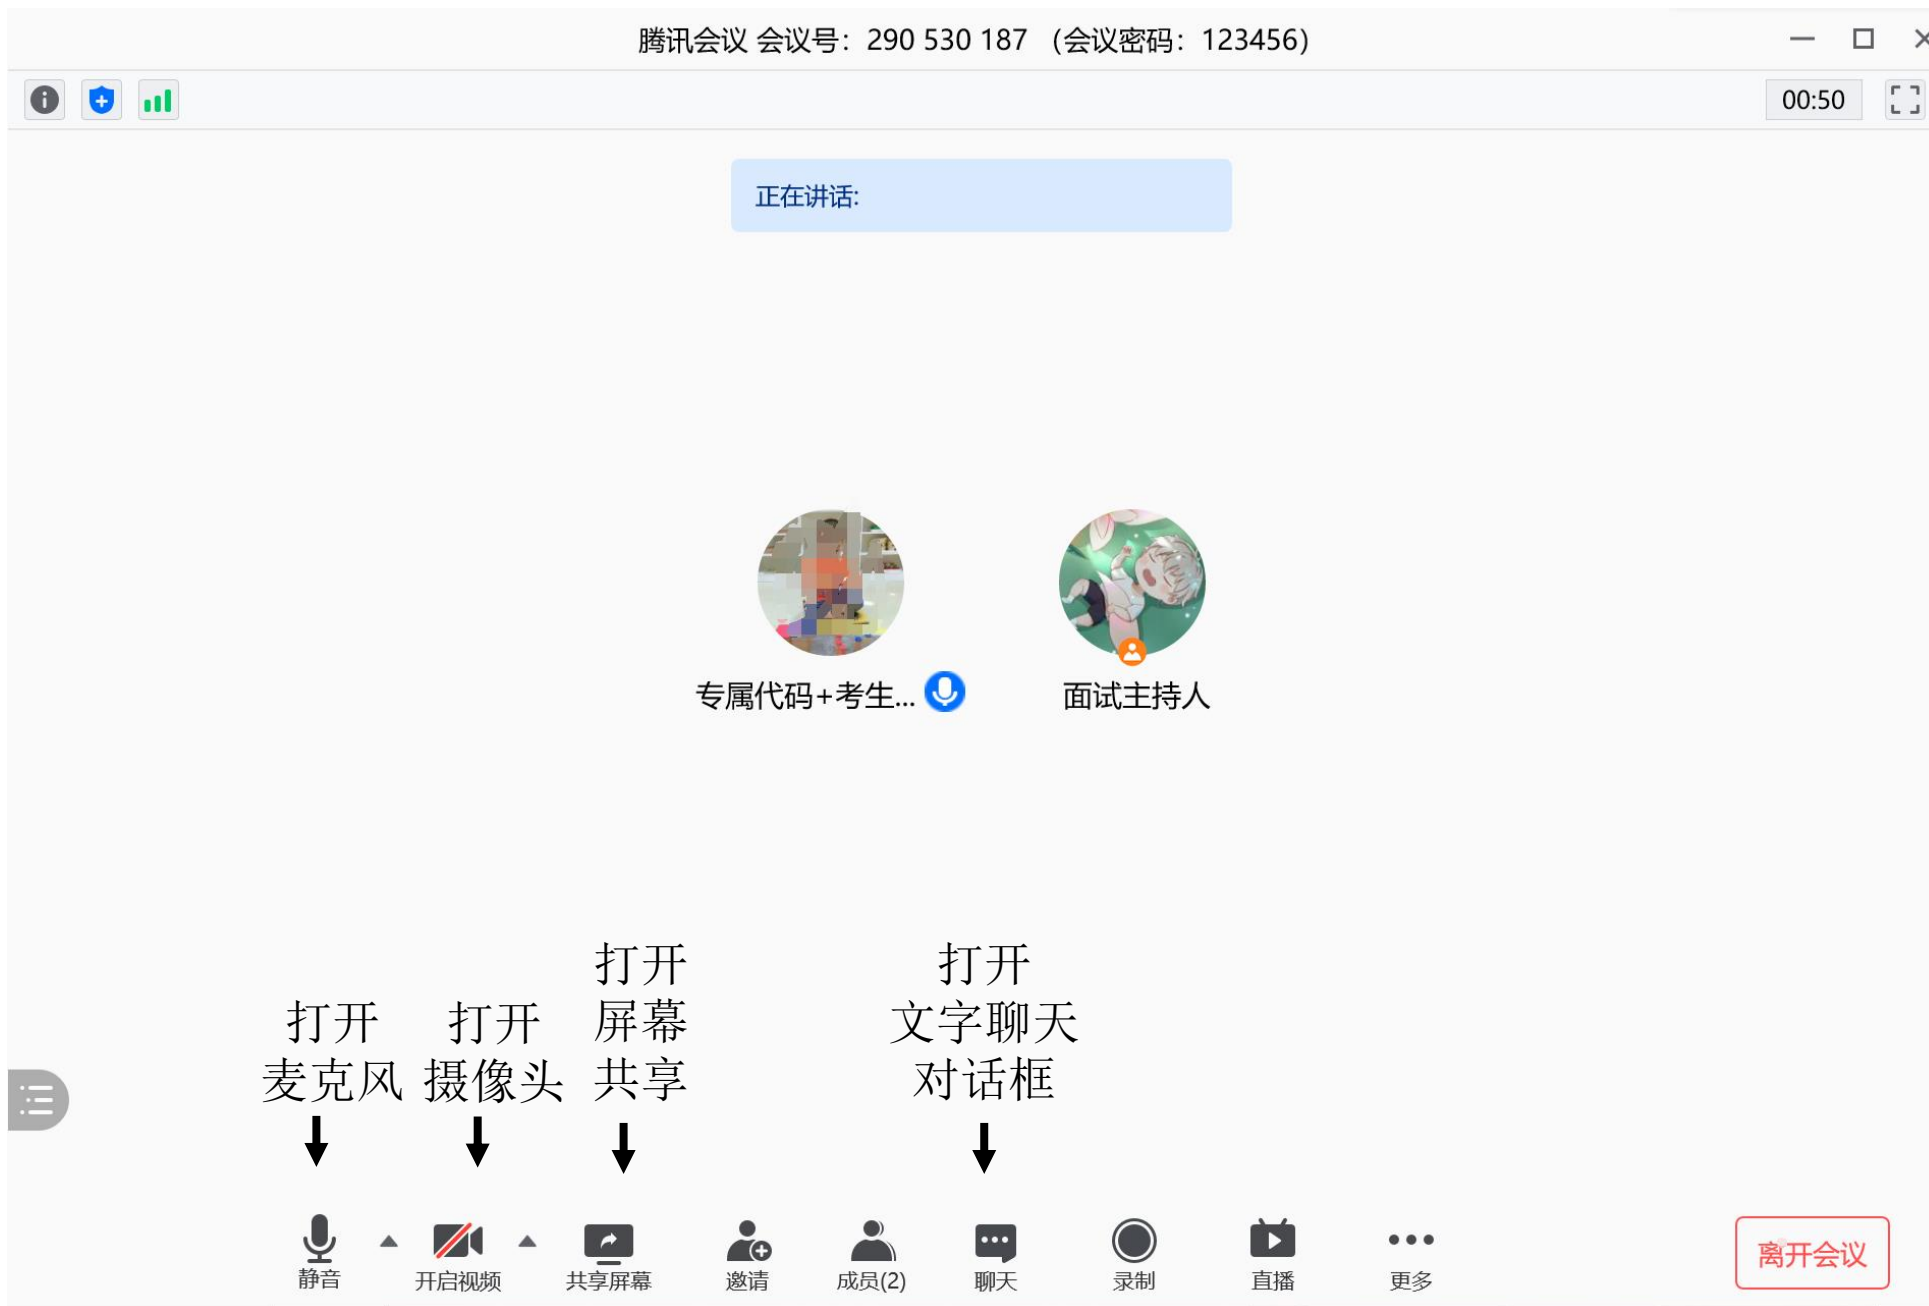 腾讯会议 会议号：290 530 187 （会议密码：123456）
00:50
正在讲话:
专属代码+考生...
面试主持人
打开
麦克风
打开
摄像头
打开
屏幕
共享
打开
文字聊天
对话框
静音
开启视频
共享屏幕
邀请
成员(2)
聊天
录制
直播
更多
离开会议